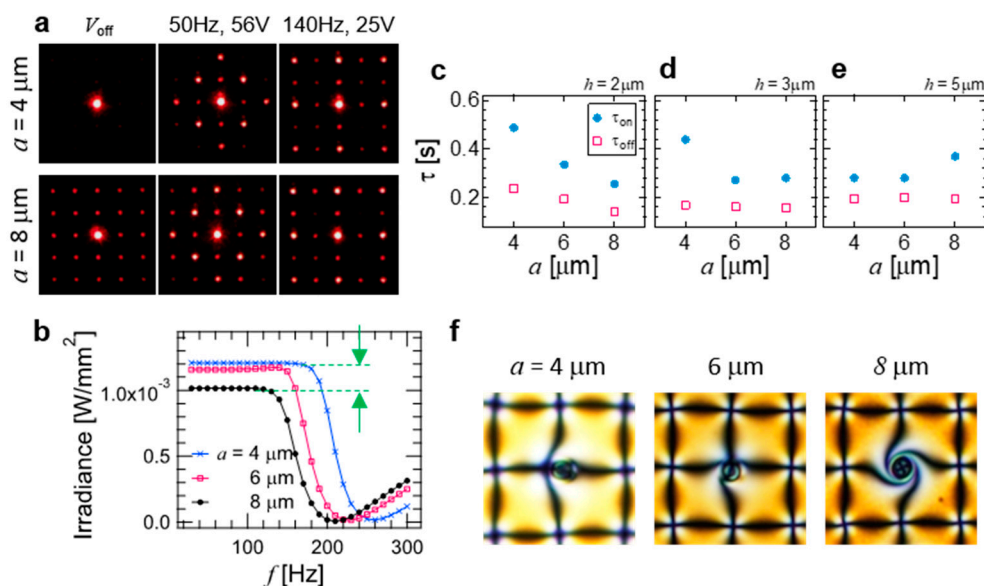 a
V_off 50Hz, 56V 140Hz, 25V
a = 4 μm
a = 8 μm
c
h = 2 μm
d
h = 3μm
e
h = 5μm
τ [s]
0.6
0.4
0.2
τ_on
τ_off
4 6 8
4 6 8
4 6 8
a [μm]
a [μm]
a [μm]
b
Irradiance [W/mm²]
1.0x10⁻³
0.5
0.0
a = 4 μm
6 μm
8 μm
100 200 300
f [Hz]
f
a = 4 μm
6 μm
8 μm